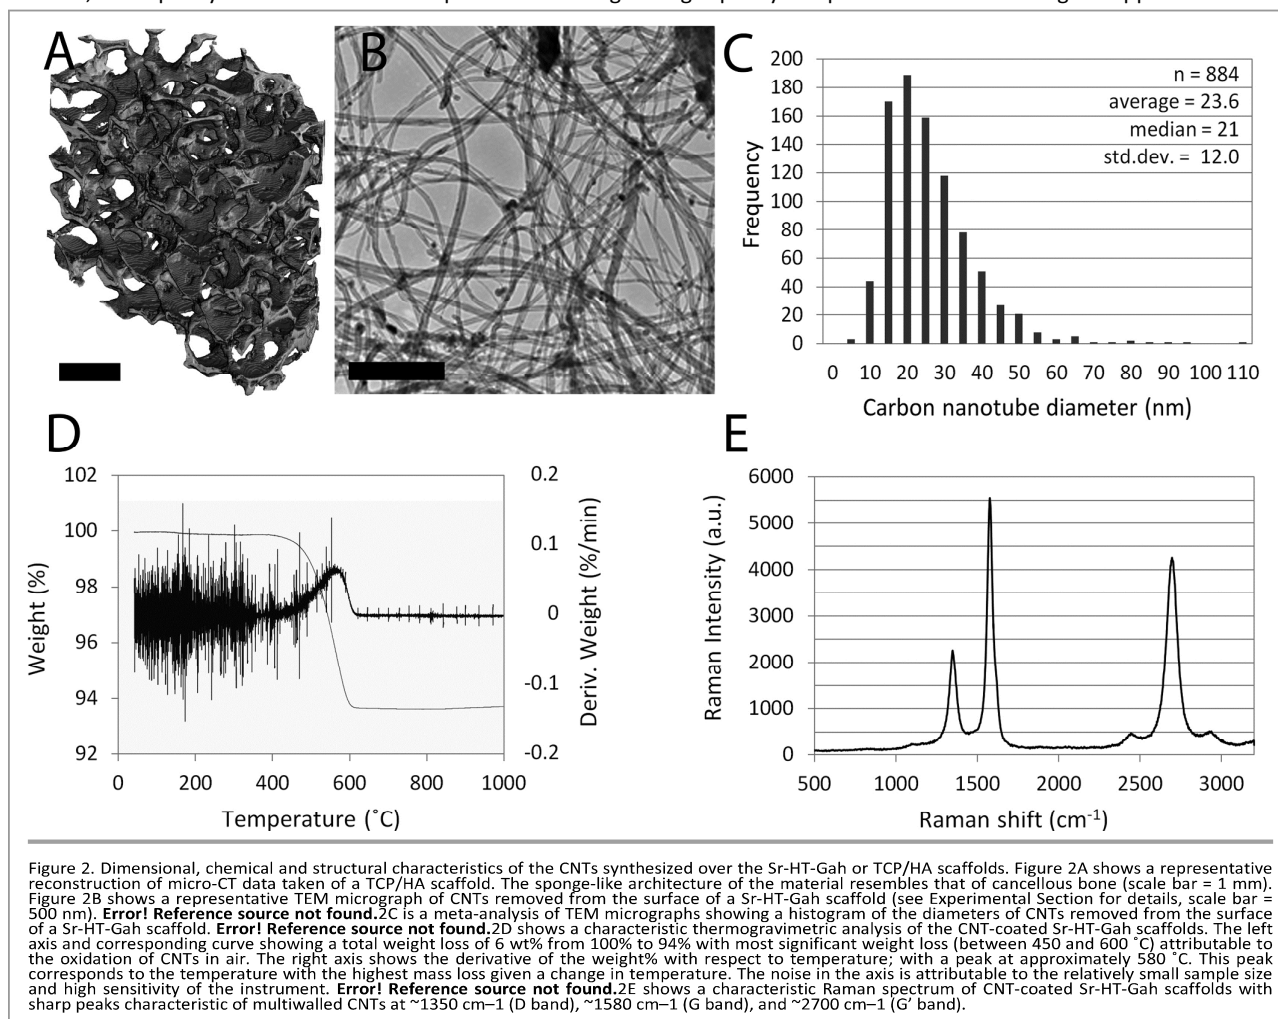 A
B
C
200
180
160
140
120
100
80
60
40
20
0
Frequency
n = 884
average = 23.6
median = 21
std.dev. = 12.0
0 10 20 30 40 50 60 70 80 90 100 110
Carbon nanotube diameter (nm)
D
102
100
98
96
94
92
Weight (%)
0.2
0.1
0
-0.1
-0.2
Deriv. Weight (%/min)
0 200 400 600 800 1000
Temperature (˚C)
E
6000
5000
4000
3000
2000
1000
0
Raman Intensity (a.u.)
500 1000 1500 2000 2500 3000
Raman shift (cm-1)
Figure 2. Dimensional, chemical and structural characteristics of the CNTs synthesized over the Sr-HT-Gah or TCP/HA scaffolds. Figure 2A shows a representative
reconstruction of micro-CT data taken of a TCP/HA scaffold. The sponge-like architecture of the material resembles that of cancellous bone (scale bar = 1 mm).
Figure 2B shows a representative TEM micrograph of CNTs removed from the surface of a Sr-HT-Gah scaffold (see Experimental Section for details, scale bar =
500 nm). Error! Reference source not found.2C is a meta-analysis of TEM micrographs showing a histogram of the diameters of CNTs removed from the surface
of a Sr-HT-Gah scaffold. Error! Reference source not found.2D shows a characteristic thermogravimetric analysis of the CNT-coated Sr-HT-Gah scaffolds. The left
axis and corresponding curve showing a total weight loss of 6 wt% from 100% to 94% with most significant weight loss (between 450 and 600 ˚C) attributable to
the oxidation of CNTs in air. The right axis shows the derivative of the weight% with respect to temperature; with a peak at approximately 580 ˚C. This peak
corresponds to the temperature with the highest mass loss given a change in temperature. The noise in the axis is attributable to the relatively small sample size
and high sensitivity of the instrument. Error! Reference source not found.2E shows a characteristic Raman spectrum of CNT-coated Sr-HT-Gah scaffolds with
sharp peaks characteristic of multiwalled CNTs at ~1350 cm–1 (D band), ~1580 cm–1 (G band), and ~2700 cm–1 (G’ band).